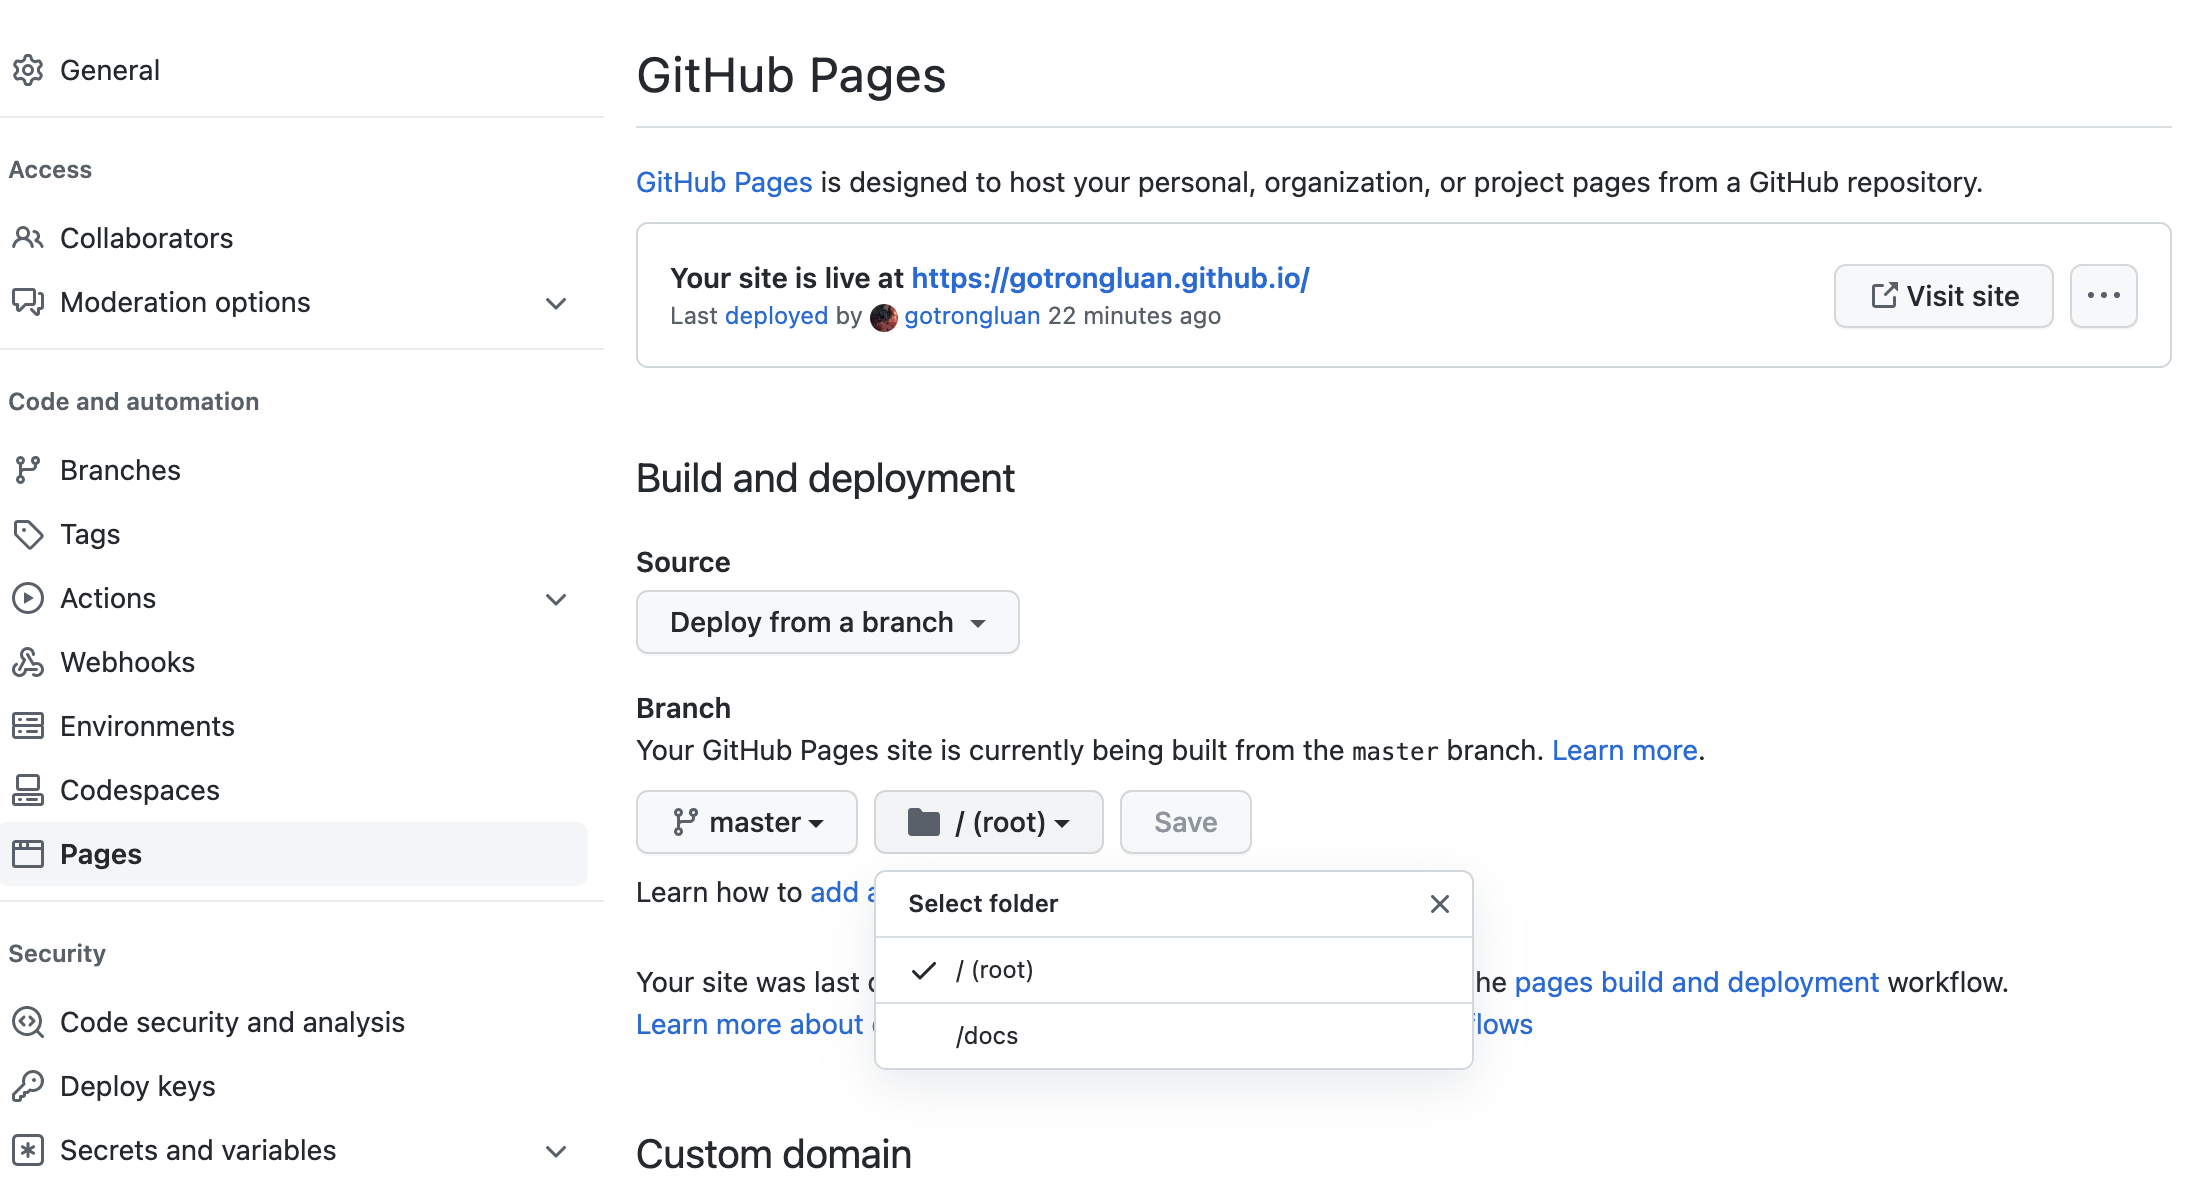 General
Access
Collaborators
Moderation options
Code and automation
Branches
Tags
Actions
Webhooks
Environments
Codespaces
Pages
Security
Code security and analysis
Deploy keys
Secrets and variables
GitHub Pages
GitHub Pages is designed to host your personal, organization, or project pages from a GitHub repository.
Your site is live at https://gotrongluan.github.io/
Last deployed by gotrongluan 22 minutes ago
Visit site
Build and deployment
Source
Deploy from a branch
Branch
Your GitHub Pages site is currently being built from the master branch. Learn more.
master / (root) Save
Learn how to add
Select folder
/ (root)
/docs
Your site was last pages build and deployment workflow.
Learn more about
Custom domain